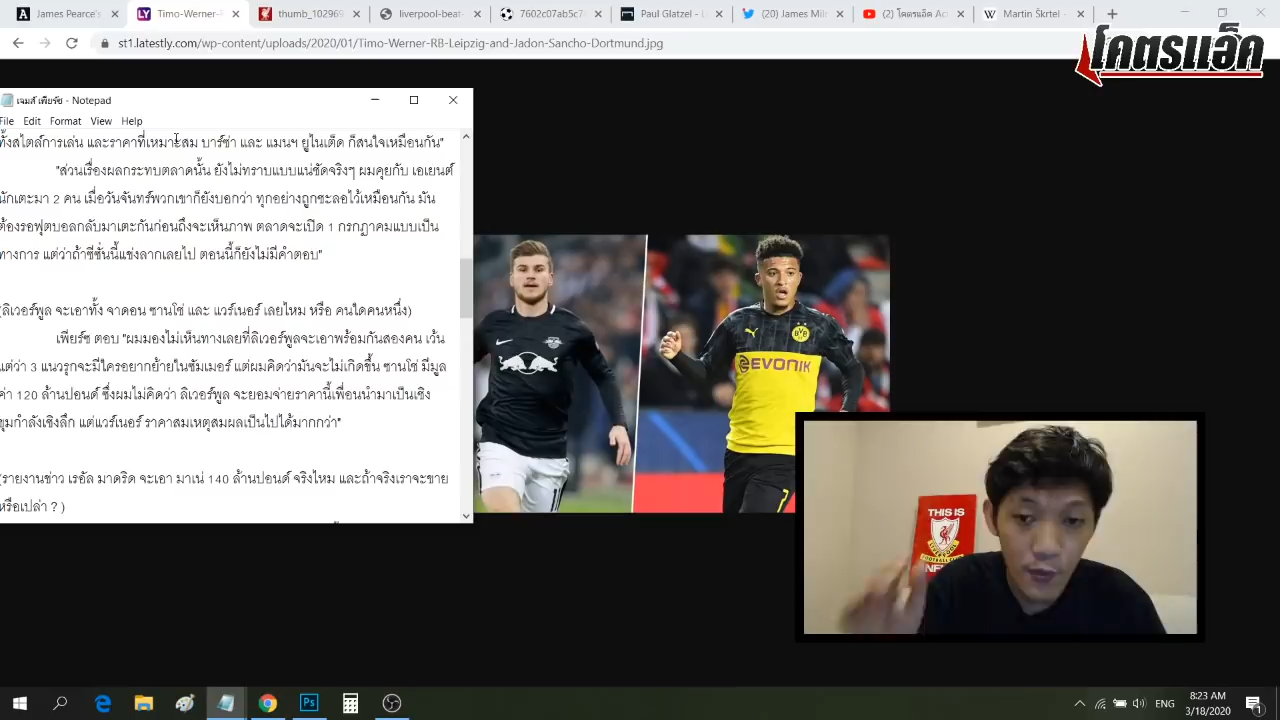 James Pearce's
Timo-Werner-R
thumb_102969
liverpool-beat-
7602c07ab5c
Paul Glatzel –
(20) James Miln
(2) โคตรแอ็ค Ac
Martin Škrtel -
st1.latestly.com/wp-content/uploads/2020/01/Timo-Werner-RB-Leipzig-and-Jadon-Sancho-Dortmund.jpg
โคตรแอ็ค
เจมส์ เพียร์ซ - Notepad
File Edit Format View Help
ทั้งสไตล์การเล่น และราคาที่เหมาะสม บาร์ซ่า และ แมนฯ ยูไนเต็ด ก็สนใจเหมือนกัน"
"ส่วนเรื่องผลกระทบตลาดนั้น ยังไม่ทราบแบบแน่ชัดจริงๆ ผมคุยกับ เอเยนต์
นักเตะมา 2 คน เมื่อวันจันทร์พวกเขาก็ยังบอกว่า ทุกอย่างถูกชะลอไว้เหมือนกัน มัน
ต้องรอฟุตบอลกลับมาเตะกันก่อนถึงจะเห็นภาพ ตลาดจะเปิด 1 กรกฎาคมแบบเป็น
ทางการ แต่ว่าถ้าซีซั่นนี้แข่งลากเลยไป ตอนนี้ก็ยังไม่มีคำตอบ"
(ลิเวอร์พูล จะเอาทั้ง จาดอน ซานโช่ และ แวร์เนอร์ เลยไหม หรือ คนใดคนหนึ่ง)
เพียร์ซ ตอบ "ผมมองไม่เห็นทางเลยที่ลิเวอร์พูลจะเอาพร้อมกันสองคน เว้น
แต่ว่า 3 แนวรุกจะมีใครอยากย้ายในซัมเมอร์ แต่ผมคิดว่ามันจะไม่เกิดขึ้น ซานโช่ มีมูล
ค่า 120 ล้านปอนด์ ซึ่งผมไม่คิดว่า ลิเวอร์พูล จะยอมจ่ายราคานี้เพื่อนนำมาเป็นเชิง
ขุมกำลังเชิงลึก แต่แวร์เนอร์ ราคาสมเหตุสมผลเป็นไปได้มากกว่า"
(รายงานข่าว เรอัล มาดริด จะเอา มาเน่ 140 ล้านปอนด์ จริงไหม และถ้าจริงเราจะขาย
หรือเปล่า ? )
BVB
EVONIK
7
THIS IS
ENG
8:23 AM
3/18/2020